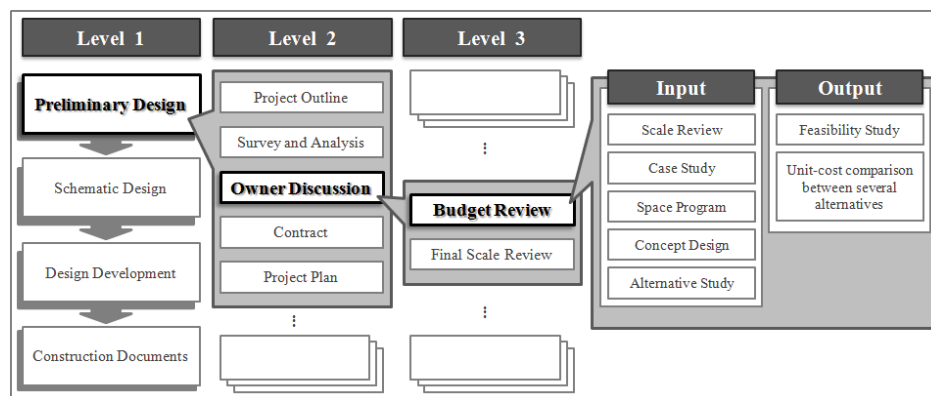 Level 1
Level 2
Level 3
Preliminary Design
Schematic Design
Design Development
Construction Documents
Project Outline
Survey and Analysis
Owner Discussion
Contract
Project Plan
Budget Review
Final Scale Review
Input
Scale Review
Case Study
Space Program
Concept Design
Alternative Study
Output
Feasibility Study
Unit-cost comparison
between several
alternatives